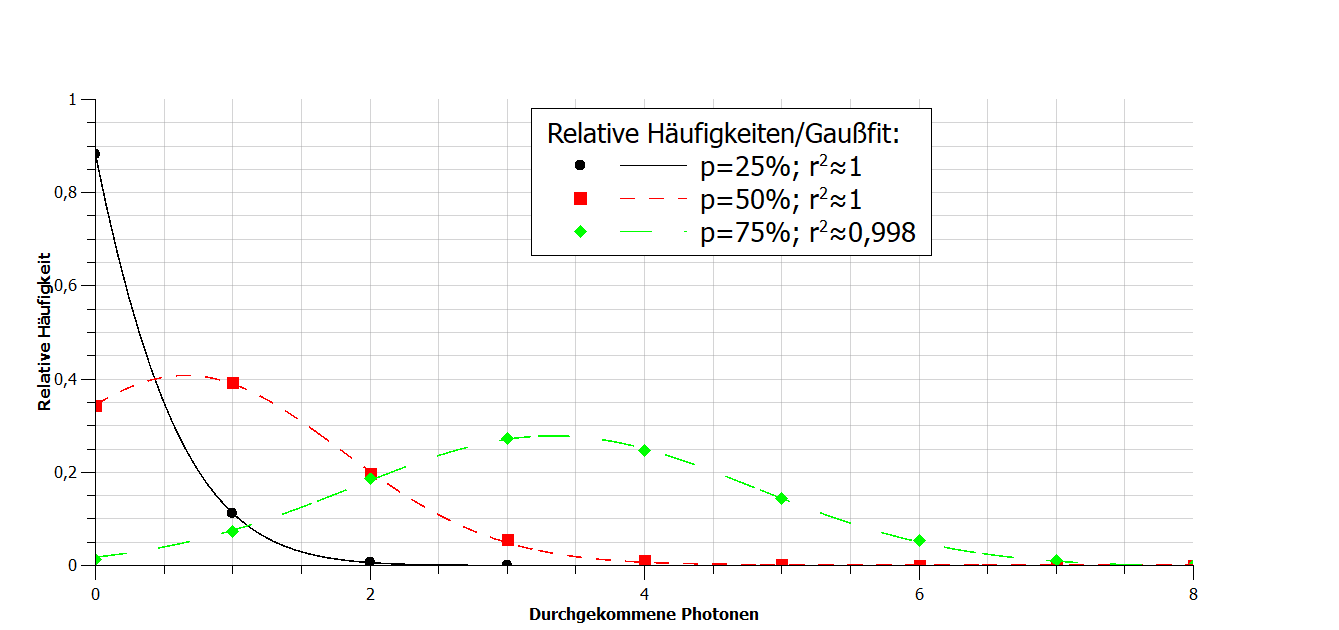 Relative Häufigkeiten/Gaußfit:
p=25%; r²≈1
p=50%; r²≈1
p=75%; r²≈0,998
Relative Häufigkeit
1
0,8
0,6
0,4
0,2
0
0 2 4 6 8
Durchgekommene Photonen